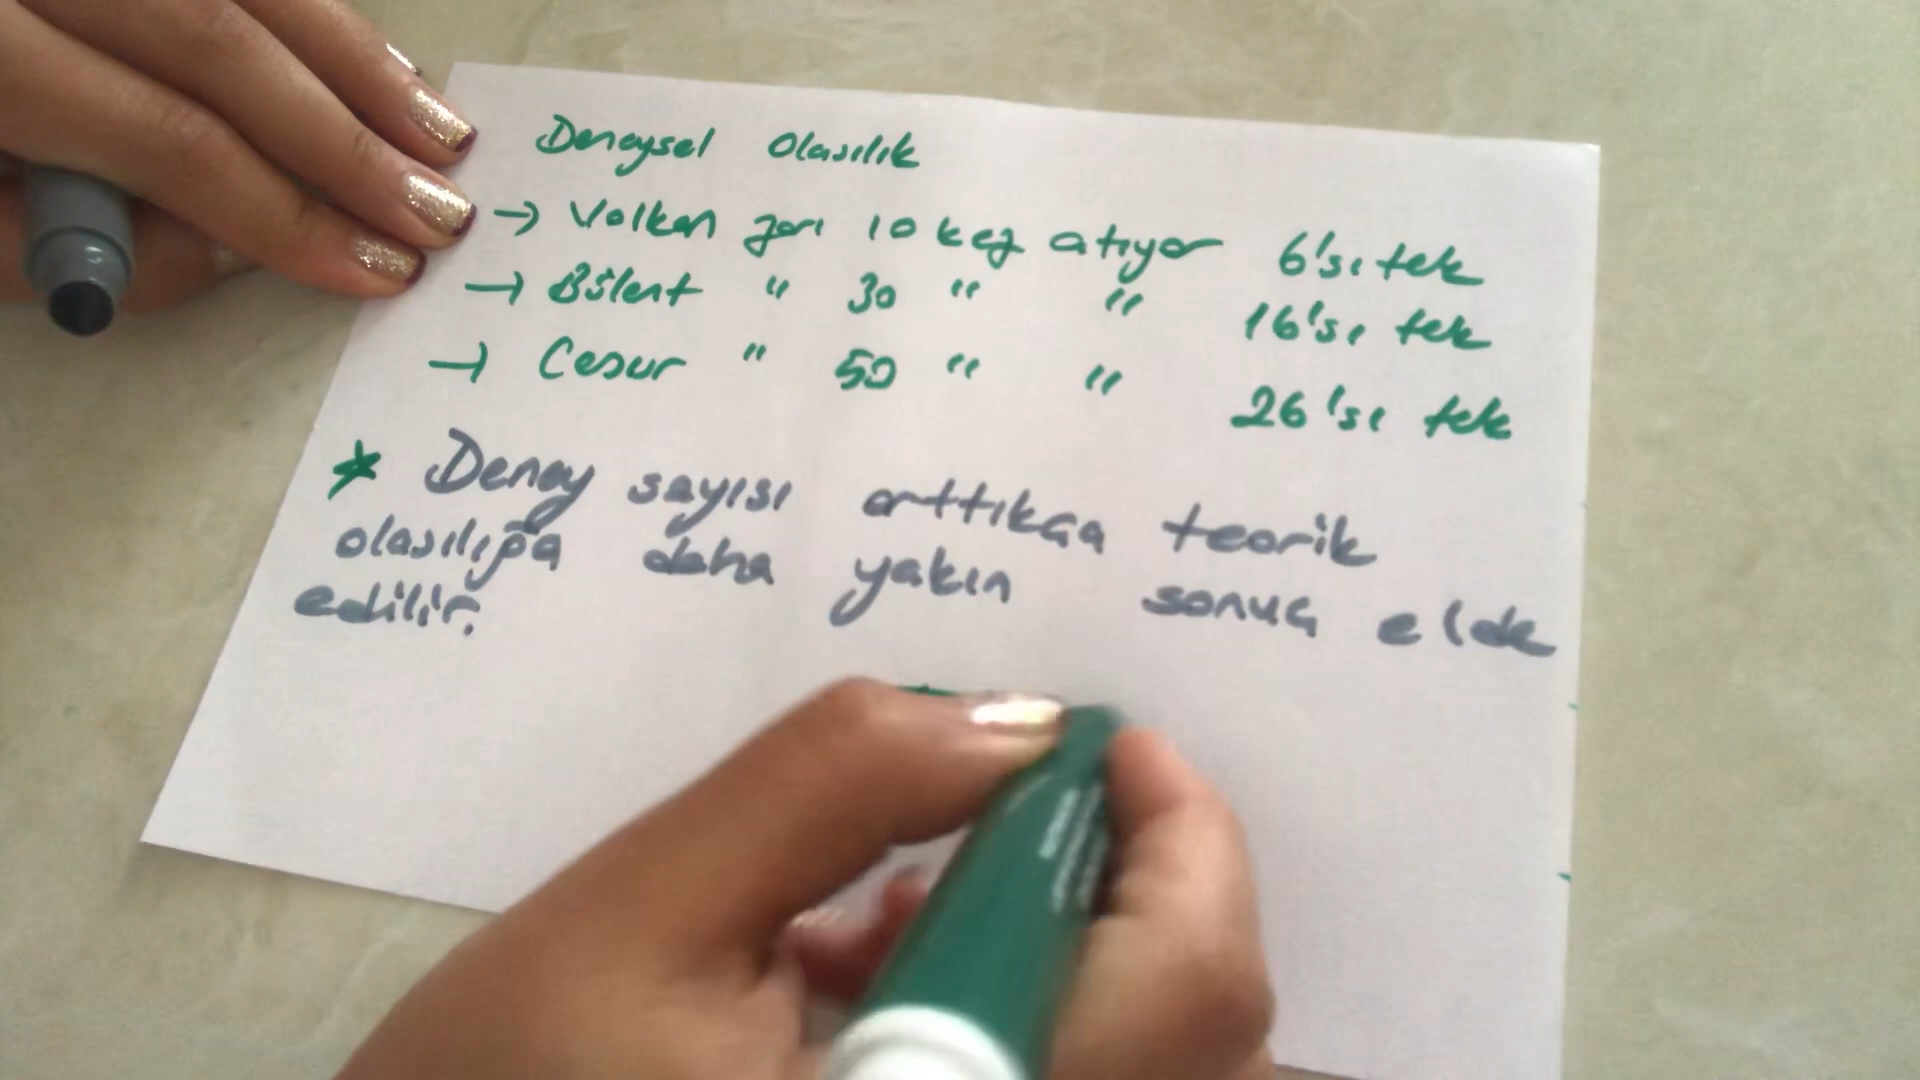 Deneysel Olasılık
→ Volkan zarı 10 kez atıyor 6'sı tek
→ Bülent " 30 " " 16'sı tek
→ Cesur " 50 " " 26'sı tek
* Deney sayısı arttıkça teorik
olasılığa daha yakın sonuç elde
edilir.